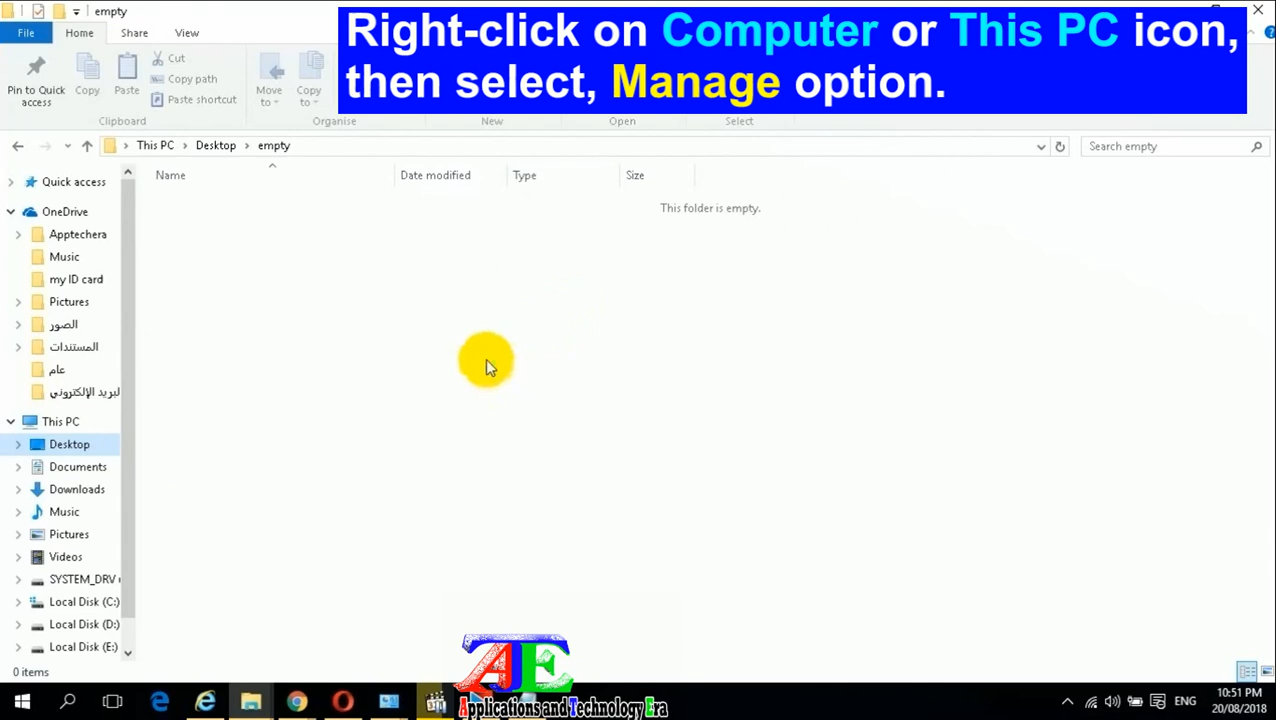 empty
Right-click on Computer or This PC icon,
then select, Manage option.
File
Home
Share
View
Pin to Quick
access
Copy
Paste
Cut
Copy path
Paste shortcut
Move
to
Copy
to
Clipboard
Organise
New
Open
Select
This PC
Desktop
empty
Search empty
Name
Date modified
Type
Size
This folder is empty.
Quick access
OneDrive
Apptechera
Music
my ID card
Pictures
الصور
المستندات
عام
البريد الإلكتروني
This PC
Desktop
Documents
Downloads
Music
Pictures
Videos
SYSTEM_DRV
Local Disk (C:)
Local Disk (D:)
Local Disk (E:)
0 items
ATE
Applications and Technology Era
ENG
10:51 PM
20/08/2018